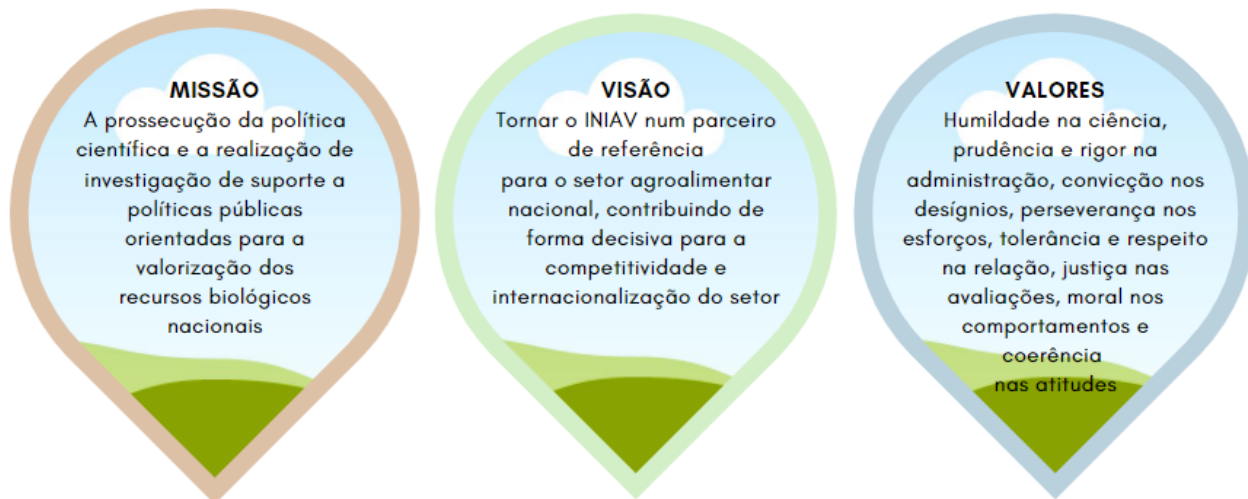 MISSÃO
A prossecução da política
científica e a realização de
investigação de suporte a
políticas públicas
orientadas para a
valorização dos
recursos biológicos
nacionais
VISÃO
Tornar o INIAV num parceiro
de referência
para o setor agroalimentar
nacional, contribuindo de
forma decisiva para a
competitividade e
internacionalização do setor
VALORES
Humildade na ciência,
prudência e rigor na
administração, convicção nos
desígnios, perseverança nos
esforços, tolerância e respeito
na relação, justiça nas
avaliações, moral nos
comportamentos e
coerência
nas atitudes